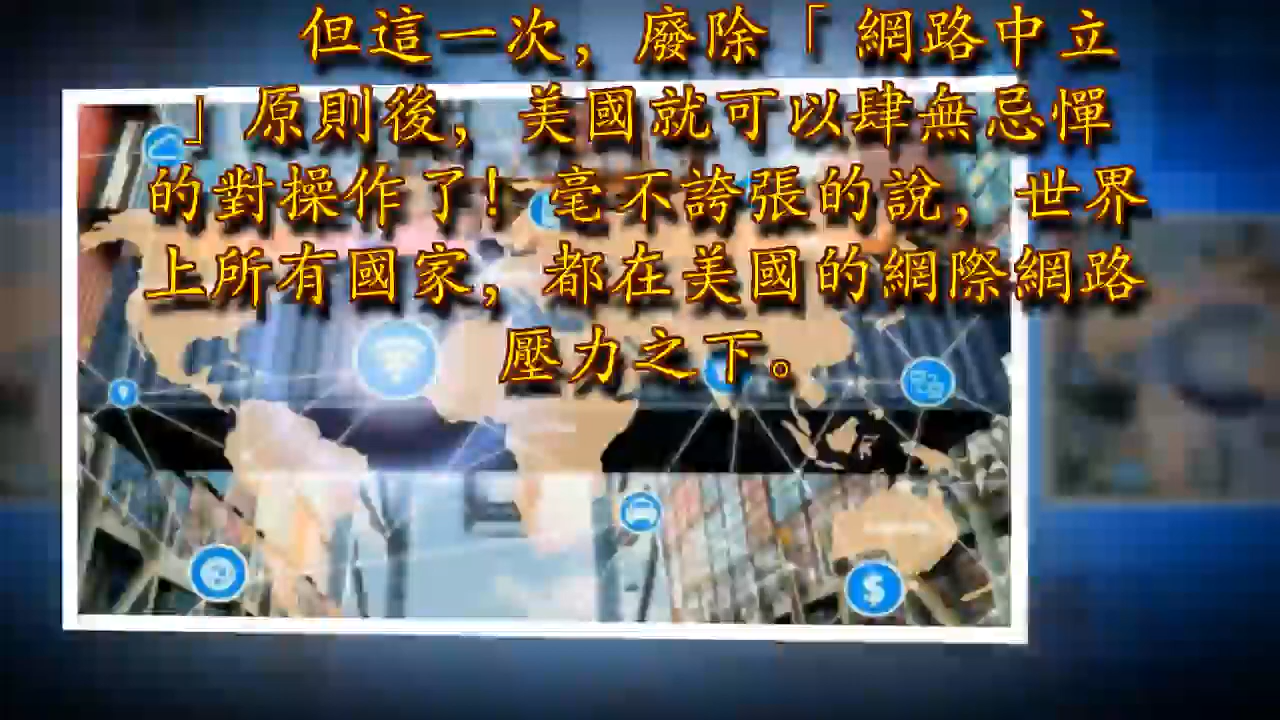 但這一次，廢除「網路中立
」原則後，美國就可以肆無忌憚
的對操作了！毫不誇張的說，世界
上所有國家，都在美國的網際網路
壓力之下。
$